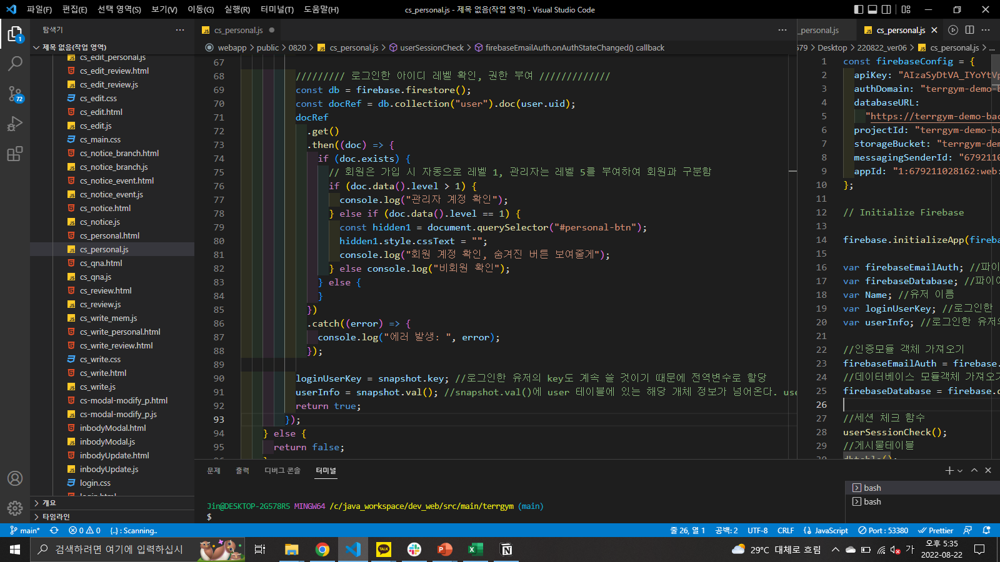 파일(F) 편집(E) 선택 영역(S) 보기(V) 이동(G) 실행(R) 터미널(T) 도움말(H)
cs_personal.js - 제목 없음(작업 영역) - Visual Studio Code
탐색기
제목 없음(작업 영역)
cs_edit_personal.js
cs_edit_review.html
cs_edit_review.js
cs_edit.css
cs_edit.html
cs_edit.js
cs_main.css
cs_notice_branch.html
cs_notice_branch.js
cs_notice_event.html
cs_notice_event.js
cs_notice.html
cs_notice.js
cs_personal.html
cs_personal.js
cs_qna.html
cs_qna.js
cs_review.html
cs_review.js
cs_write_mem.js
cs_write_personal.html
cs_write_review.html
cs_write.css
cs_write.html
cs_write.js
cs-modal-modify_p.html
cs-modal-modify_p.js
inbodyModal.html
inbodyModal.js
inbodyUpdate.html
inbodyUpdate.js
login.css
login.html
개요
타임라인
1
72
cs_personal.js
webapp > public > 0820 > cs_personal.js > userSessionCheck > firebaseEmailAuth.onAuthStateChanged() callback
67
68 ///////// 로그인한 아이디 레벨 확인, 권한 부여 /////////////
69 const db = firebase.firestore();
70 const docRef = db.collection("user").doc(user.uid);
71 docRef
72 .get()
73 .then((doc) => {
74 if (doc.exists) {
75 // 회원은 가입 시 자동으로 레벨 1, 관리자는 레벨 5를 부여하여 회원과 구분함
76 if (doc.data().level > 1) {
77 console.log("관리자 계정 확인");
78 } else if (doc.data().level == 1) {
79 const hidden1 = document.querySelector("#personal-btn");
80 hidden1.style.cssText = "";
81 console.log("회원 계정 확인, 숨겨진 버튼 보여줄게");
82 } else console.log("비회원 확인");
83 } else {
84 }
85 })
86 .catch((error) => {
87 console.log("에러 발생: ", error);
88 });
89
90 loginUserKey = snapshot.key; //로그인한 유저의 key도 계속 쓸 것이기 때문에 전역변수로 할당
91 userInfo = snapshot.val(); //snapshot.val()에 user 테이블에 있는 해당 개체 정보가 넘어온다. use
92 return true;
93 });
94 } else {
95 return false;
_personal.js
cs_personal.js
579 > Desktop > 220822_ver06 > cs_personal.js > ...
1 const firebaseConfig = {
2 apiKey: "AIzaSyDtVA_IYoYtVp
3 authDomain: "terrgym-demo-b
4 databaseURL:
5 "https://terrgym-demo-bac
6 projectId: "terrgym-demo-ba
7 storageBucket: "terrgym-dem
8 messagingSenderId: "6792110
9 appId: "1:679211028162:web:
10 };
11
12 // Initialize Firebase
13
14 firebase.initializeApp(fireba
15
16 var firebaseEmailAuth; //파이
17 var firebaseDatabase; //파이어
18 var Name; //유저 이름
19 var loginUserKey; //로그인한
20 var userInfo; //로그인한 유저의
21
22 //인증모듈 객체 가져오기
23 firebaseEmailAuth = firebase.
24 //데이터베이스 모듈객체 가져오기
25 firebaseDatabase = firebase.d
26
27 //세션 체크 함수
28 userSessionCheck();
29 //게시물테이블
30 dbtable();
문제 출력 디버그 콘솔 터미널
Jin@DESKTOP-2G578R5 MINGW64 /c/java_workspace/dev_web/src/main/terrgym (main)
$
bash
bash
main* 0 0 {..} : Scanning.. 줄 26, 열 1 공백: 2 UTF-8 CRLF JavaScript Port : 53380 Prettier
검색하려면 여기에 입력하십시
TALK
29°C 대체로 흐림 가
오후 5:35
2022-08-22